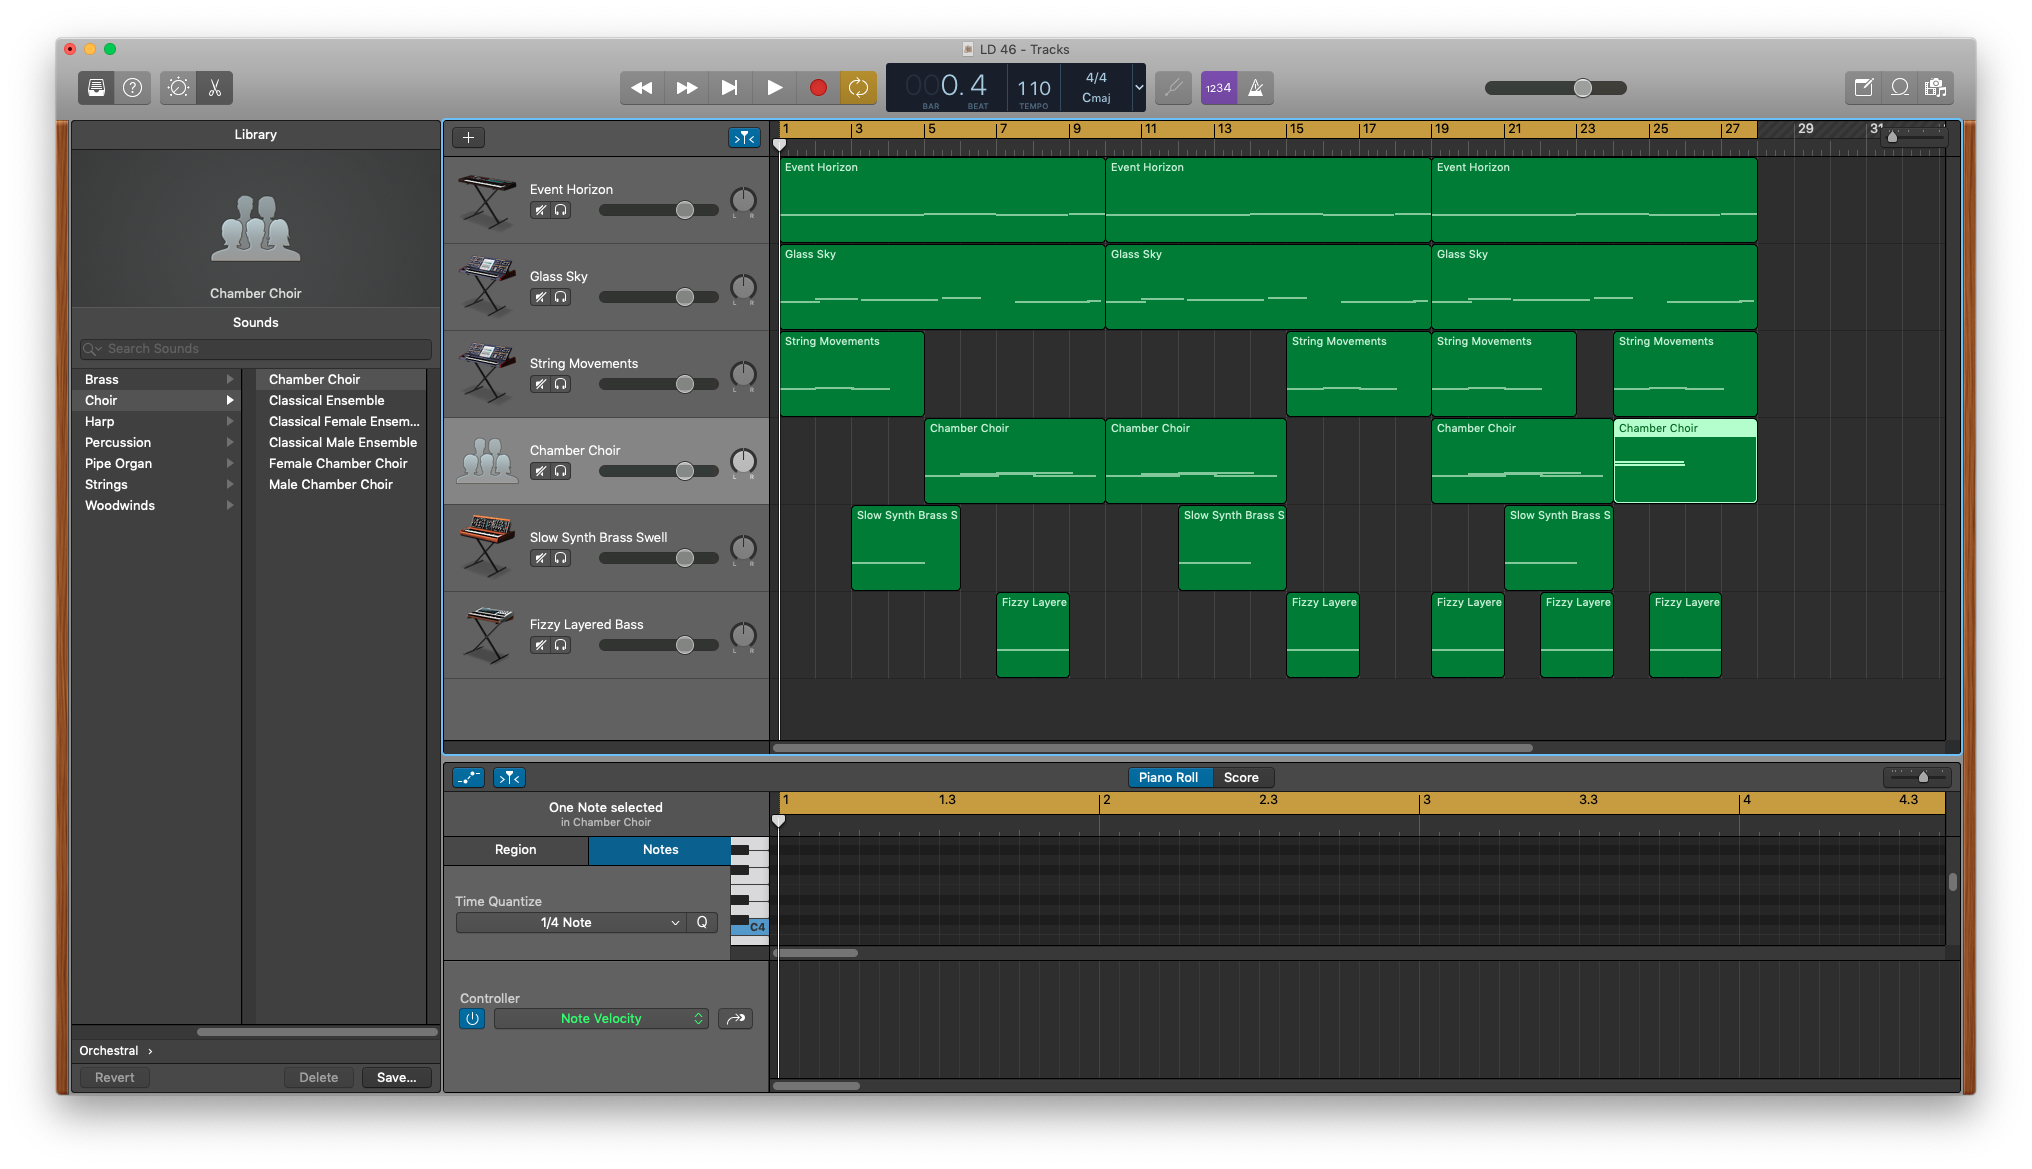 LD 46 - Tracks
000.4
BAR BEAT
110
TEMPO
4/4
Cmaj
1234
Library
Chamber Choir
Sounds
Search Sounds
Brass
Choir
Harp
Percussion
Pipe Organ
Strings
Woodwinds
Chamber Choir
Classical Ensemble
Classical Female Ensem...
Classical Male Ensemble
Female Chamber Choir
Male Chamber Choir
Orchestral
Revert
Delete
Save...
1 3 5 7 9 11 13 15 17 19 21 23 25 27 29 31
Event Horizon
L R
Event Horizon Event Horizon Event Horizon
Glass Sky
L R
Glass Sky Glass Sky Glass Sky
String Movements
L R
String Movements String Movements String Movements String Movements
Chamber Choir
L R
Chamber Choir Chamber Choir Chamber Choir Chamber Choir
Slow Synth Brass Swell
L R
Slow Synth Brass S Slow Synth Brass S Slow Synth Brass S
Fizzy Layered Bass
L R
Fizzy Layere Fizzy Layere Fizzy Layere Fizzy Layere Fizzy Layere
Piano Roll Score
One Note selected
in Chamber Choir
1 1.3 2 2.3 3 3.3 4 4.3
Region Notes
Time Quantize
1/4 Note Q
C4
Controller
Note Velocity